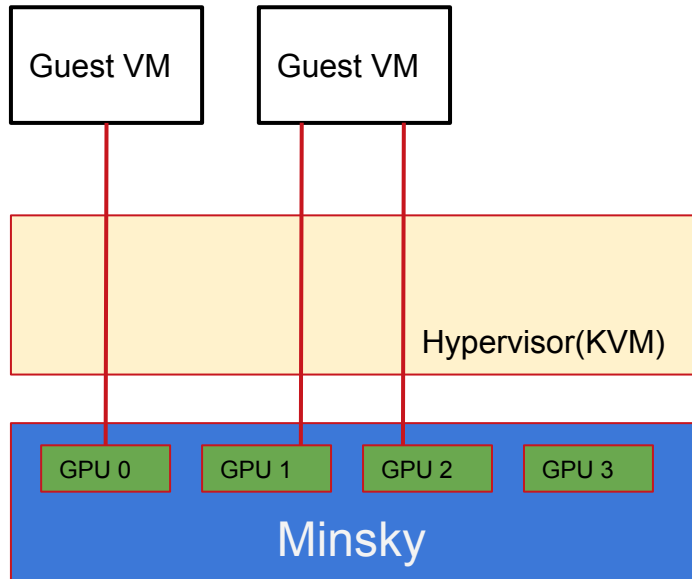 Guest VM
Guest VM
Hypervisor(KVM)
GPU 0
GPU 1
GPU 2
GPU 3
Minsky